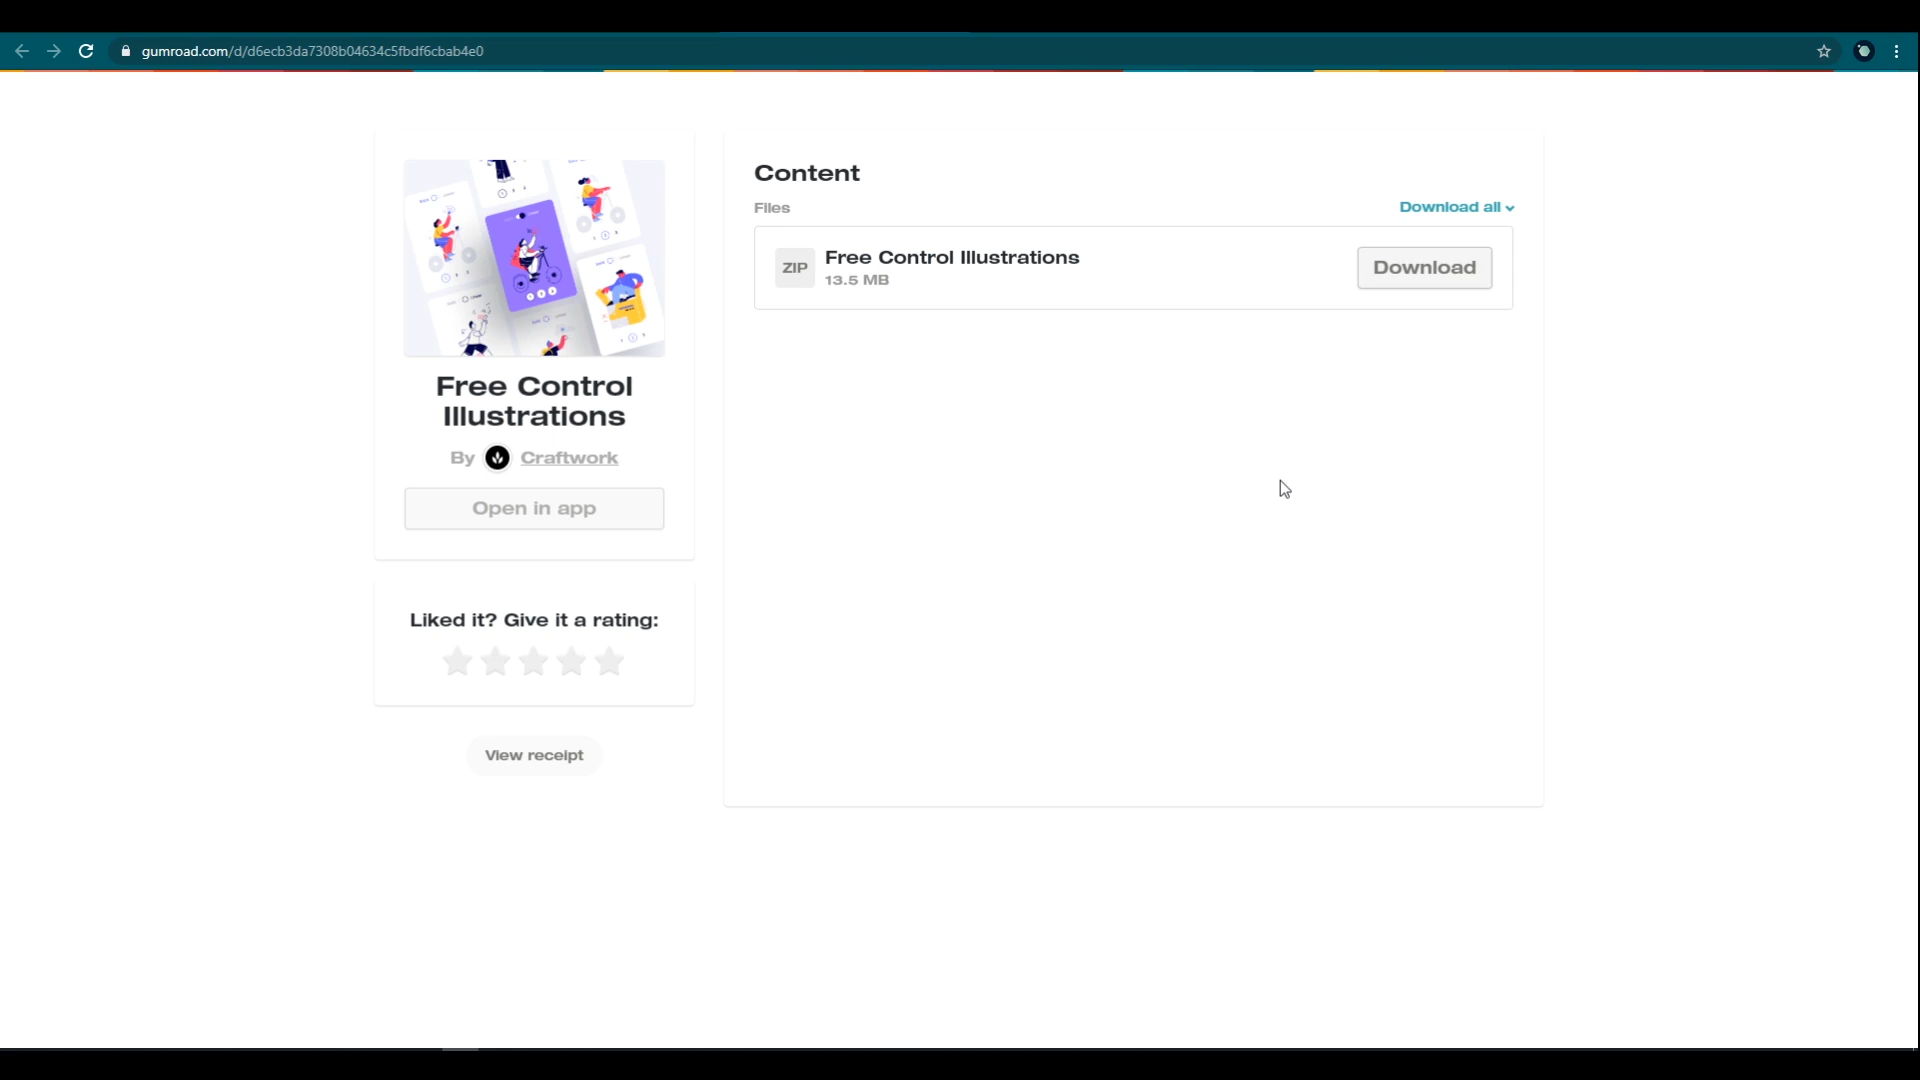 gumroad.com/d/d6ecb3da7308b04634c5fbdf6cbab4e0
Free Control
Illustrations
By Craftwork
Open in app
Liked it? Give it a rating:
View receipt
Content
Files
Download all
ZIP
Free Control Illustrations
13.5 MB
Download